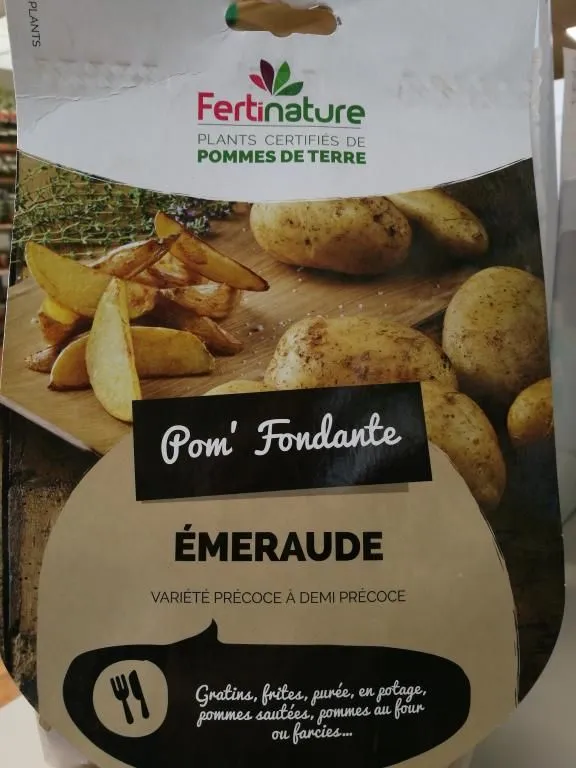 PLANTS
Fertinature
PLANTS CERTIFIÉS DE
POMMES DE TERRE
Pom' Fondante
ÉMERAUDE
VARIÉTÉ PRÉCOCE À DEMI PRÉCOCE
Gratins, frites, purée, en potage,
pommes sautées, pommes au four
ou farcies...